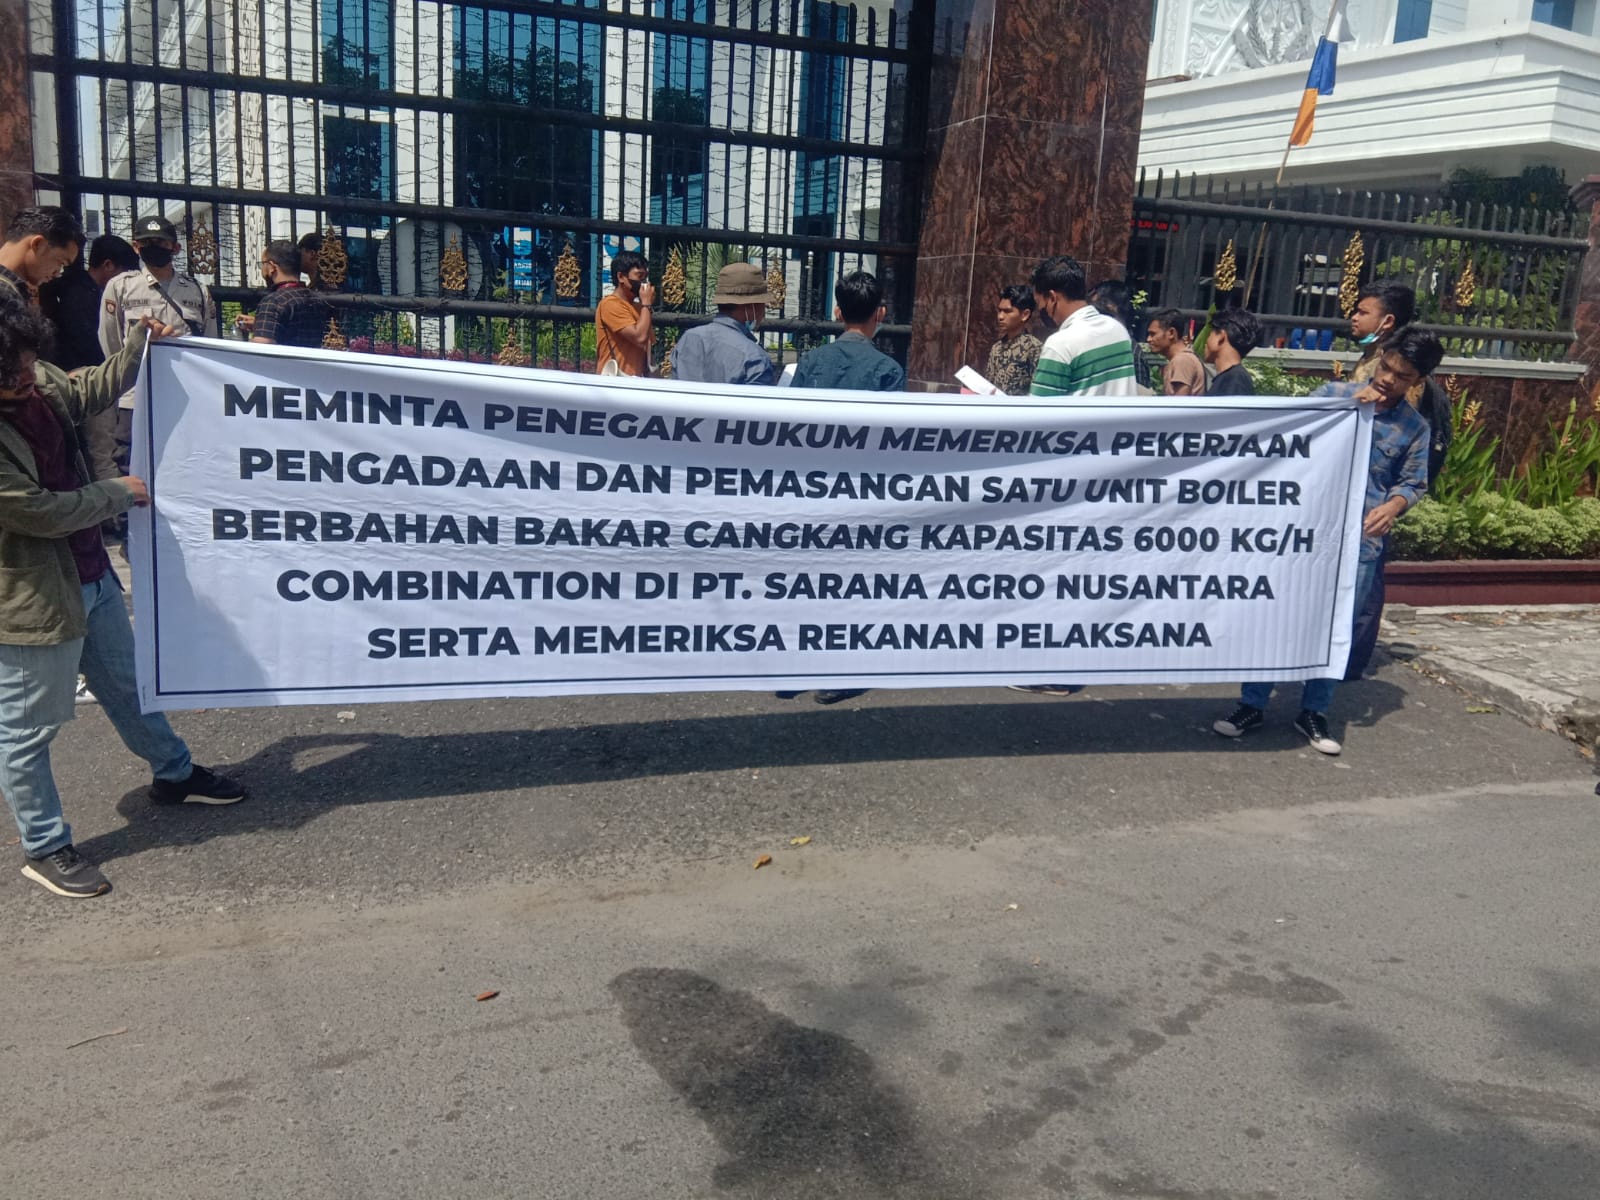 MEMINTA PENEGAK HUKUM MEMERIKSA PEKERJAAN
PENGADAAN DAN PEMASANGAN SATU UNIT BOILER
BERBAHAN BAKAR CANGKANG KAPASITAS 6000 KG/H
COMBINATION DI PT. SARANA AGRO NUSANTARA
SERTA MEMERIKSA REKANAN PELAKSANA